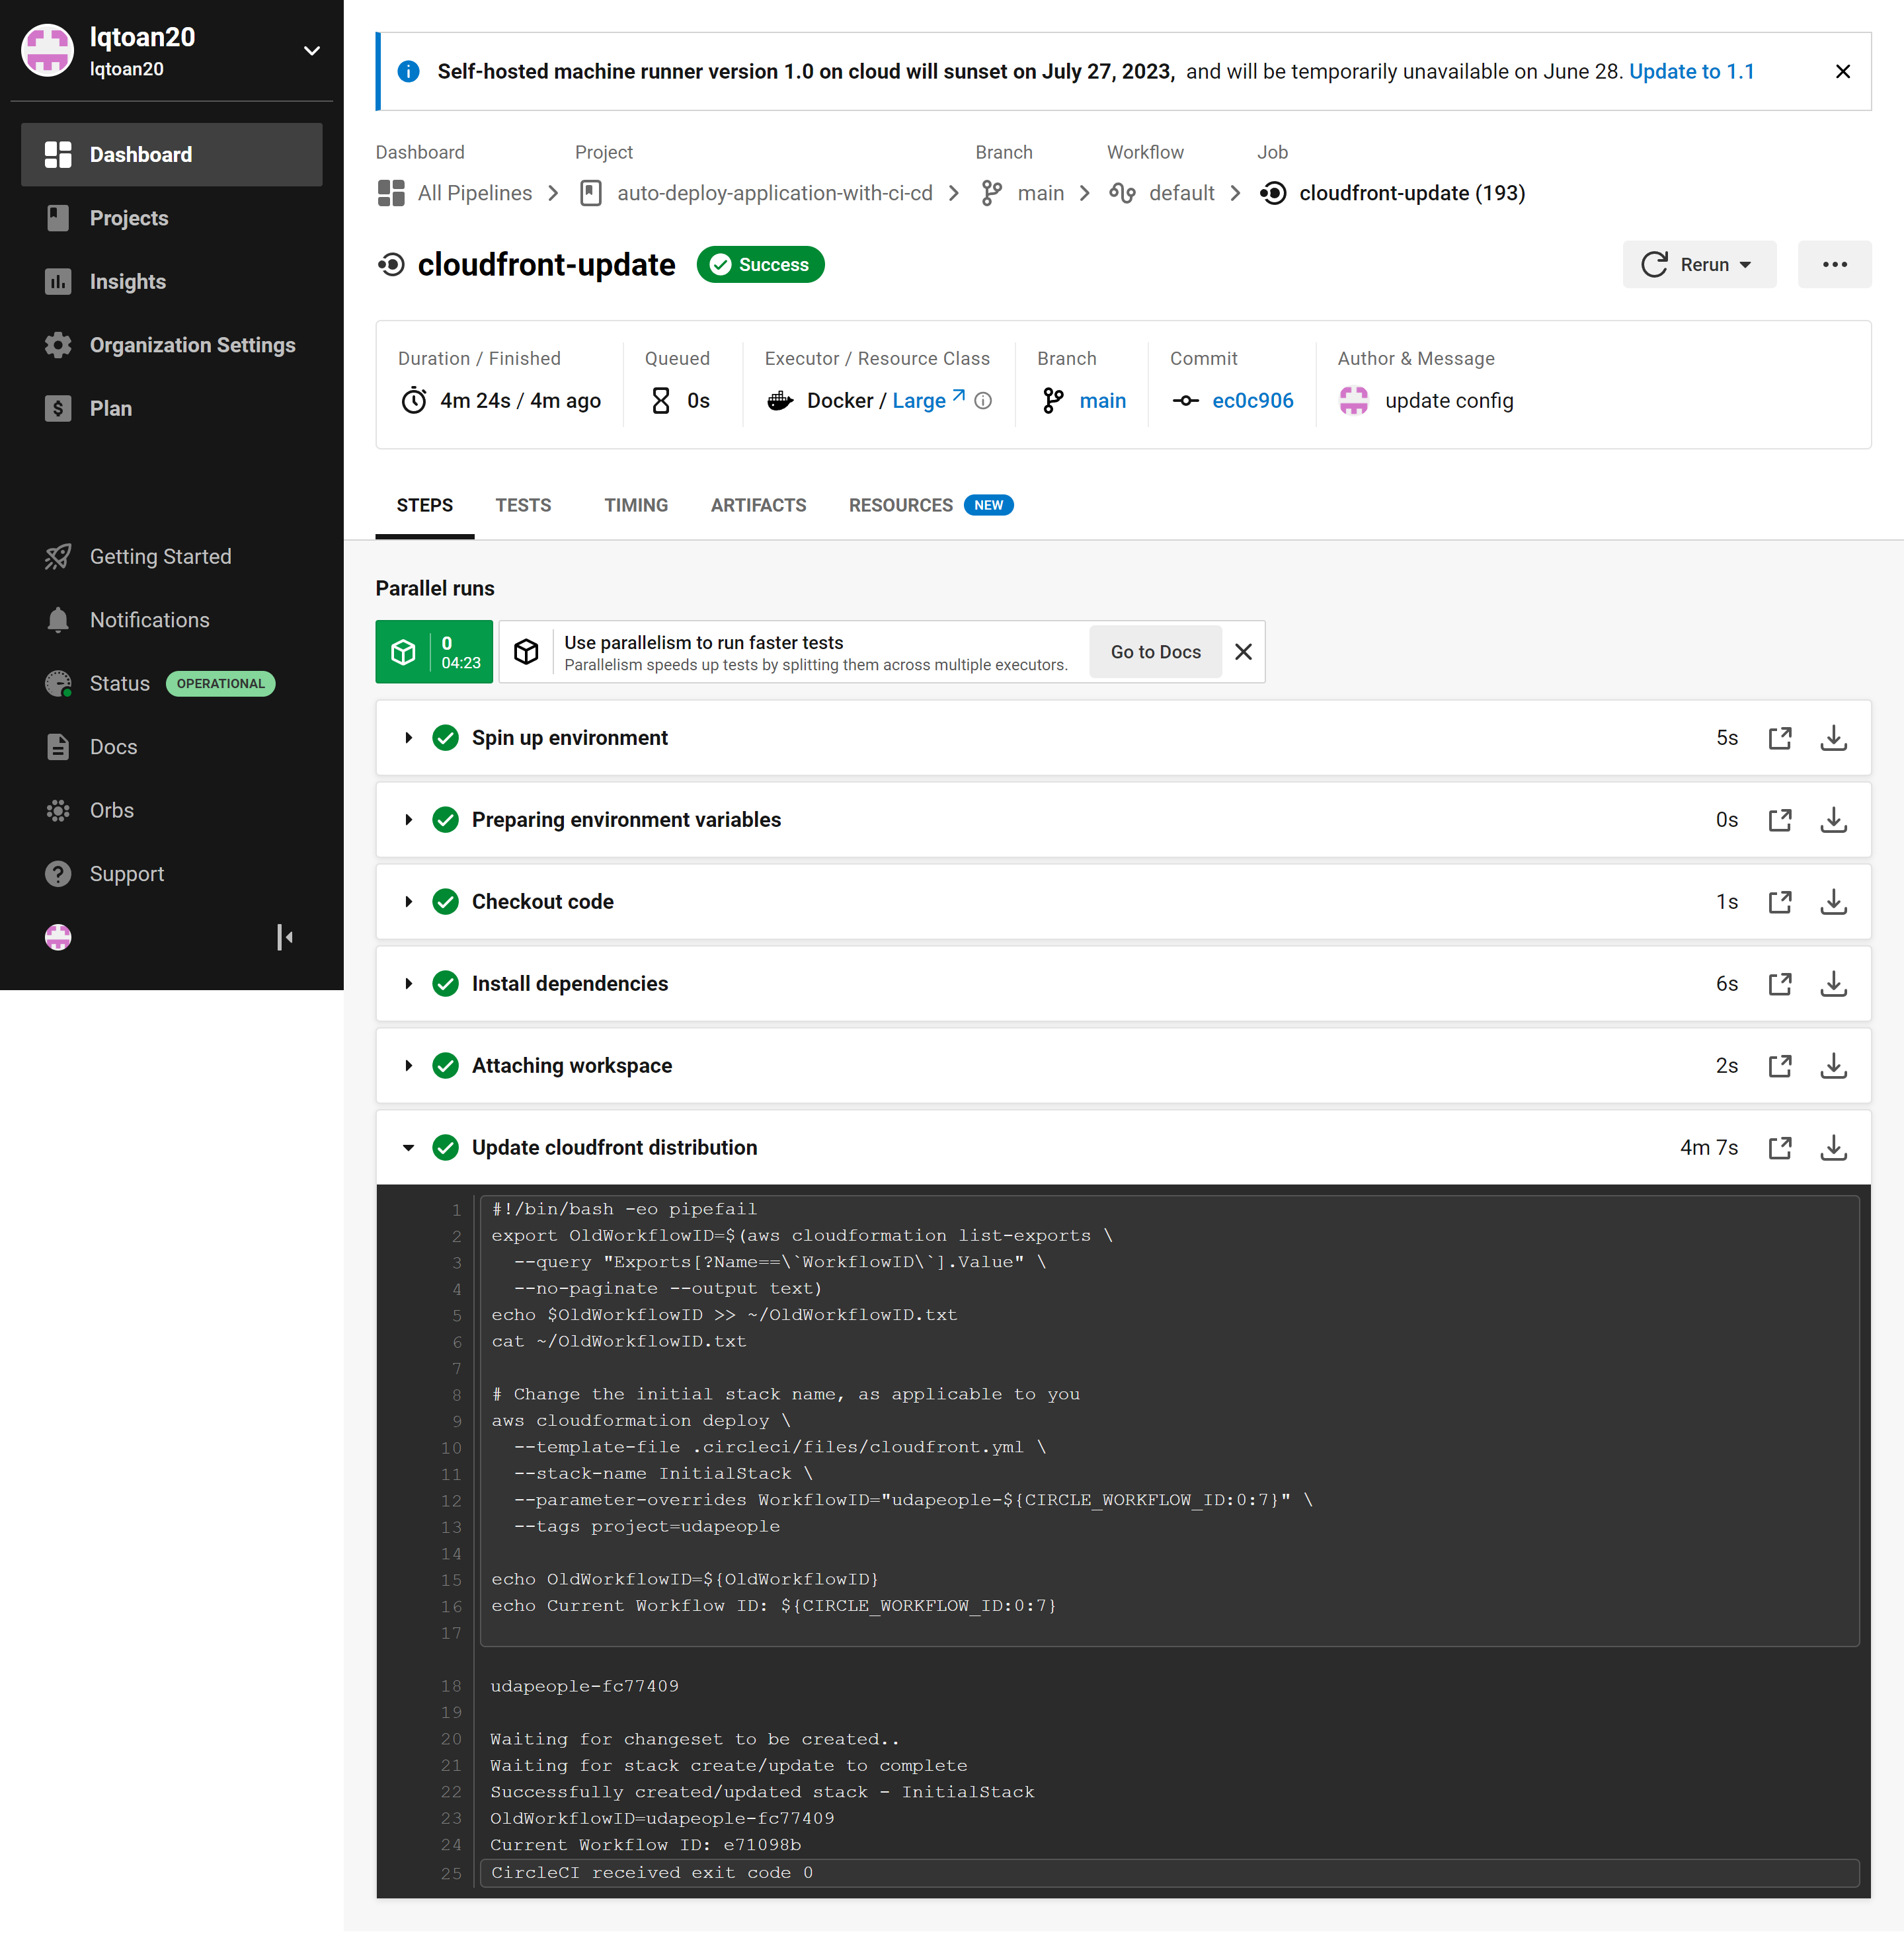 lqtoan20
lqtoan20
Dashboard
Projects
Insights
Organization Settings
Plan
Getting Started
Notifications
Status OPERATIONAL
Docs
Orbs
Support
Self-hosted machine runner version 1.0 on cloud will sunset on July 27, 2023, and will be temporarily unavailable on June 28. Update to 1.1
Dashboard Project Branch Workflow Job
All Pipelines auto-deploy-application-with-ci-cd main default cloudfront-update (193)
cloudfront-update Success Rerun
Duration / Finished Queued Executor / Resource Class Branch Commit Author & Message
4m 24s / 4m ago 0s Docker / Large main ec0c906 update config
STEPS TESTS TIMING ARTIFACTS RESOURCES NEW
Parallel runs
0
04:23
Use parallelism to run faster tests
Parallelism speeds up tests by splitting them across multiple executors.
Go to Docs
Spin up environment 5s
Preparing environment variables 0s
Checkout code 1s
Install dependencies 6s
Attaching workspace 2s
Update cloudfront distribution 4m 7s
1 #!/bin/bash -eo pipefail
2 export OldWorkflowID=$(aws cloudformation list-exports \
3 --query "Exports[?Name==\`WorkflowID\`].Value" \
4 --no-paginate --output text)
5 echo $OldWorkflowID >> ~/OldWorkflowID.txt
6 cat ~/OldWorkflowID.txt
7
8 # Change the initial stack name, as applicable to you
9 aws cloudformation deploy \
10 --template-file .circleci/files/cloudfront.yml \
11 --stack-name InitialStack \
12 --parameter-overrides WorkflowID="udapeople-${CIRCLE_WORKFLOW_ID:0:7}" \
13 --tags project=udapeople
14
15 echo OldWorkflowID=${OldWorkflowID}
16 echo Current Workflow ID: ${CIRCLE_WORKFLOW_ID:0:7}
17
18 udapeople-fc77409
19
20 Waiting for changeset to be created..
21 Waiting for stack create/update to complete
22 Successfully created/updated stack - InitialStack
23 OldWorkflowID=udapeople-fc77409
24 Current Workflow ID: e71098b
25 CircleCI received exit code 0